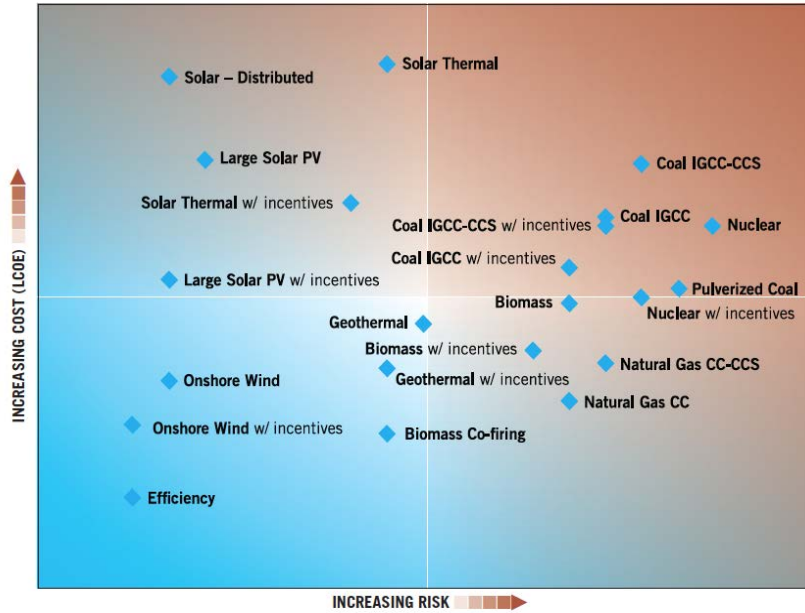 Solar Thermal
Solar – Distributed
Large Solar PV
Coal IGCC-CCS
Solar Thermal w/ incentives
Coal IGCC
Coal IGCC-CCS w/ incentives
Nuclear
Coal IGCC w/ incentives
Large Solar PV w/ incentives
Pulverized Coal
Biomass
Nuclear w/ incentives
Geothermal
Biomass w/ incentives
Natural Gas CC-CCS
Onshore Wind
Geothermal w/ incentives
Natural Gas CC
Onshore Wind w/ incentives
Biomass Co-firing
Efficiency
INCREASING COST (LCOE)
INCREASING RISK